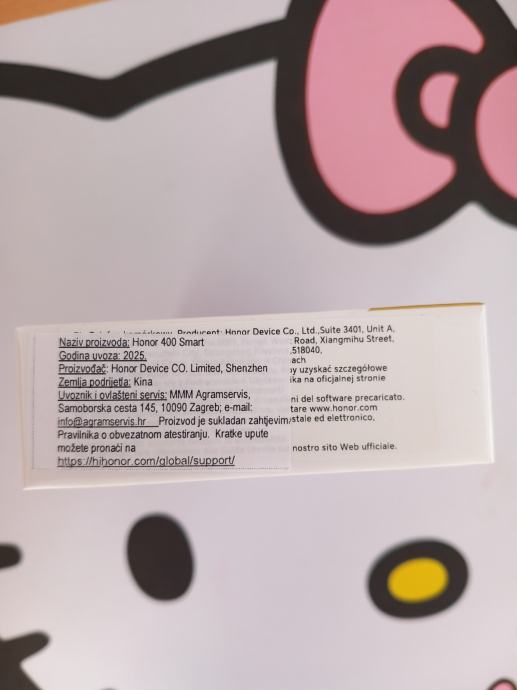 Producent: Honor Device Co., Ltd.,Suite 3401, Unit A,
Road, Xiangmihu Street,
518040,
uzyskać szczegółowe
na oficjalnej stronie
del software precaricato.
www.honor.com
ed elettronico,
nostro sito Web ufficiale.
Naziv proizvoda: Honor 400 Smart
Godina uvoza: 2025.
Proizvođač: Honor Device CO. Limited, Shenzhen
Zemlja podrijetla: Kina
Uvoznik i ovlašteni servis: MMM Agramservis,
Samoborska cesta 145, 10090 Zagreb; e-mail:
info@agramservis.hr Proizvod je sukladan zahtjevim
Pravilnika o obveznatom atestiranju. Kratke upute
možete pronaći na
https://hihonor.com/global/support/